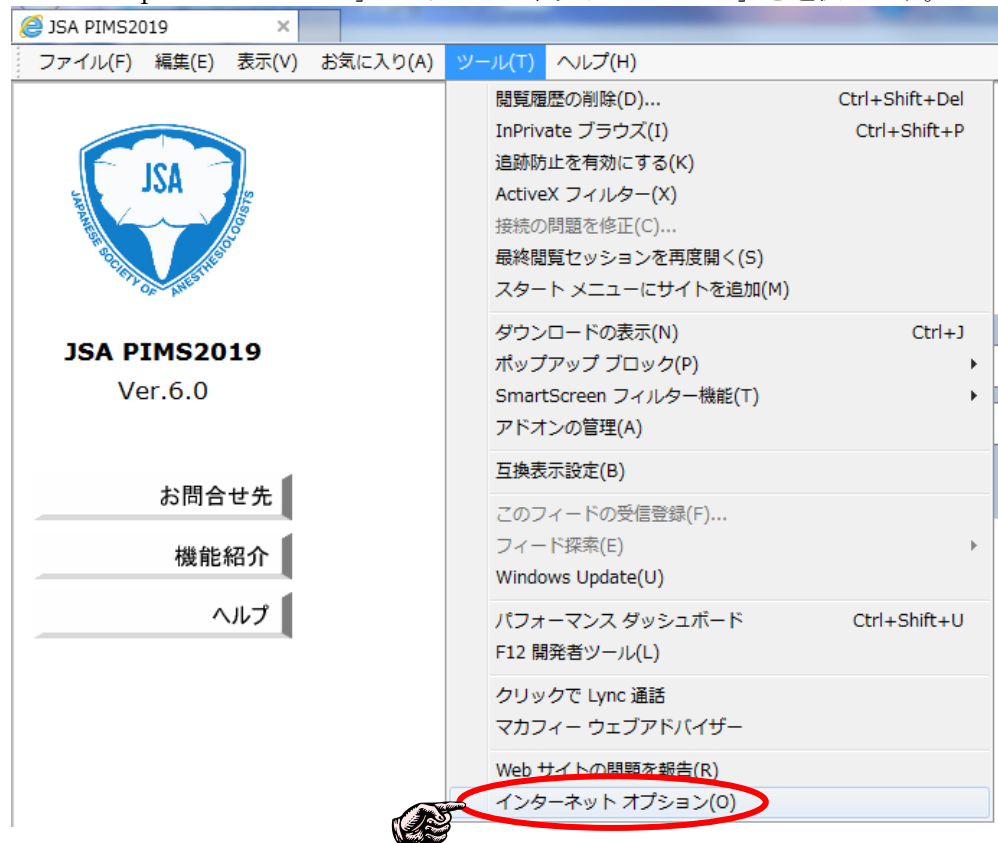 JSA PIMS2019
ファイル(F) 編集(E) 表示(V) お気に入り(A) ツール(T) ヘルプ(H)
JSA
JAPANESE SOCIETY OF ANESTHESIOLOGISTS
JSA PIMS2019
Ver.6.0
お問合せ先
機能紹介
ヘルプ
閲覧履歴の削除(D)... Ctrl+Shift+Del
InPrivate ブラウズ(I) Ctrl+Shift+P
追跡防止を有効にする(K)
ActiveX フィルター(X)
接続の問題を修正(C)...
最終閲覧セッションを再度開く(S)
スタート メニューにサイトを追加(M)
ダウンロードの表示(N) Ctrl+J
ポップアップ ブロック(P)
SmartScreen フィルター機能(T)
アドオンの管理(A)
互換表示設定(B)
このフィードの受信登録(F)...
フィード探索(E)
Windows Update(U)
パフォーマンス ダッシュボード Ctrl+Shift+U
F12 開発者ツール(L)
クリックで Lync 通話
マカフィー ウェブアドバイザー
Web サイトの問題を報告(R)
インターネット オプション(O)